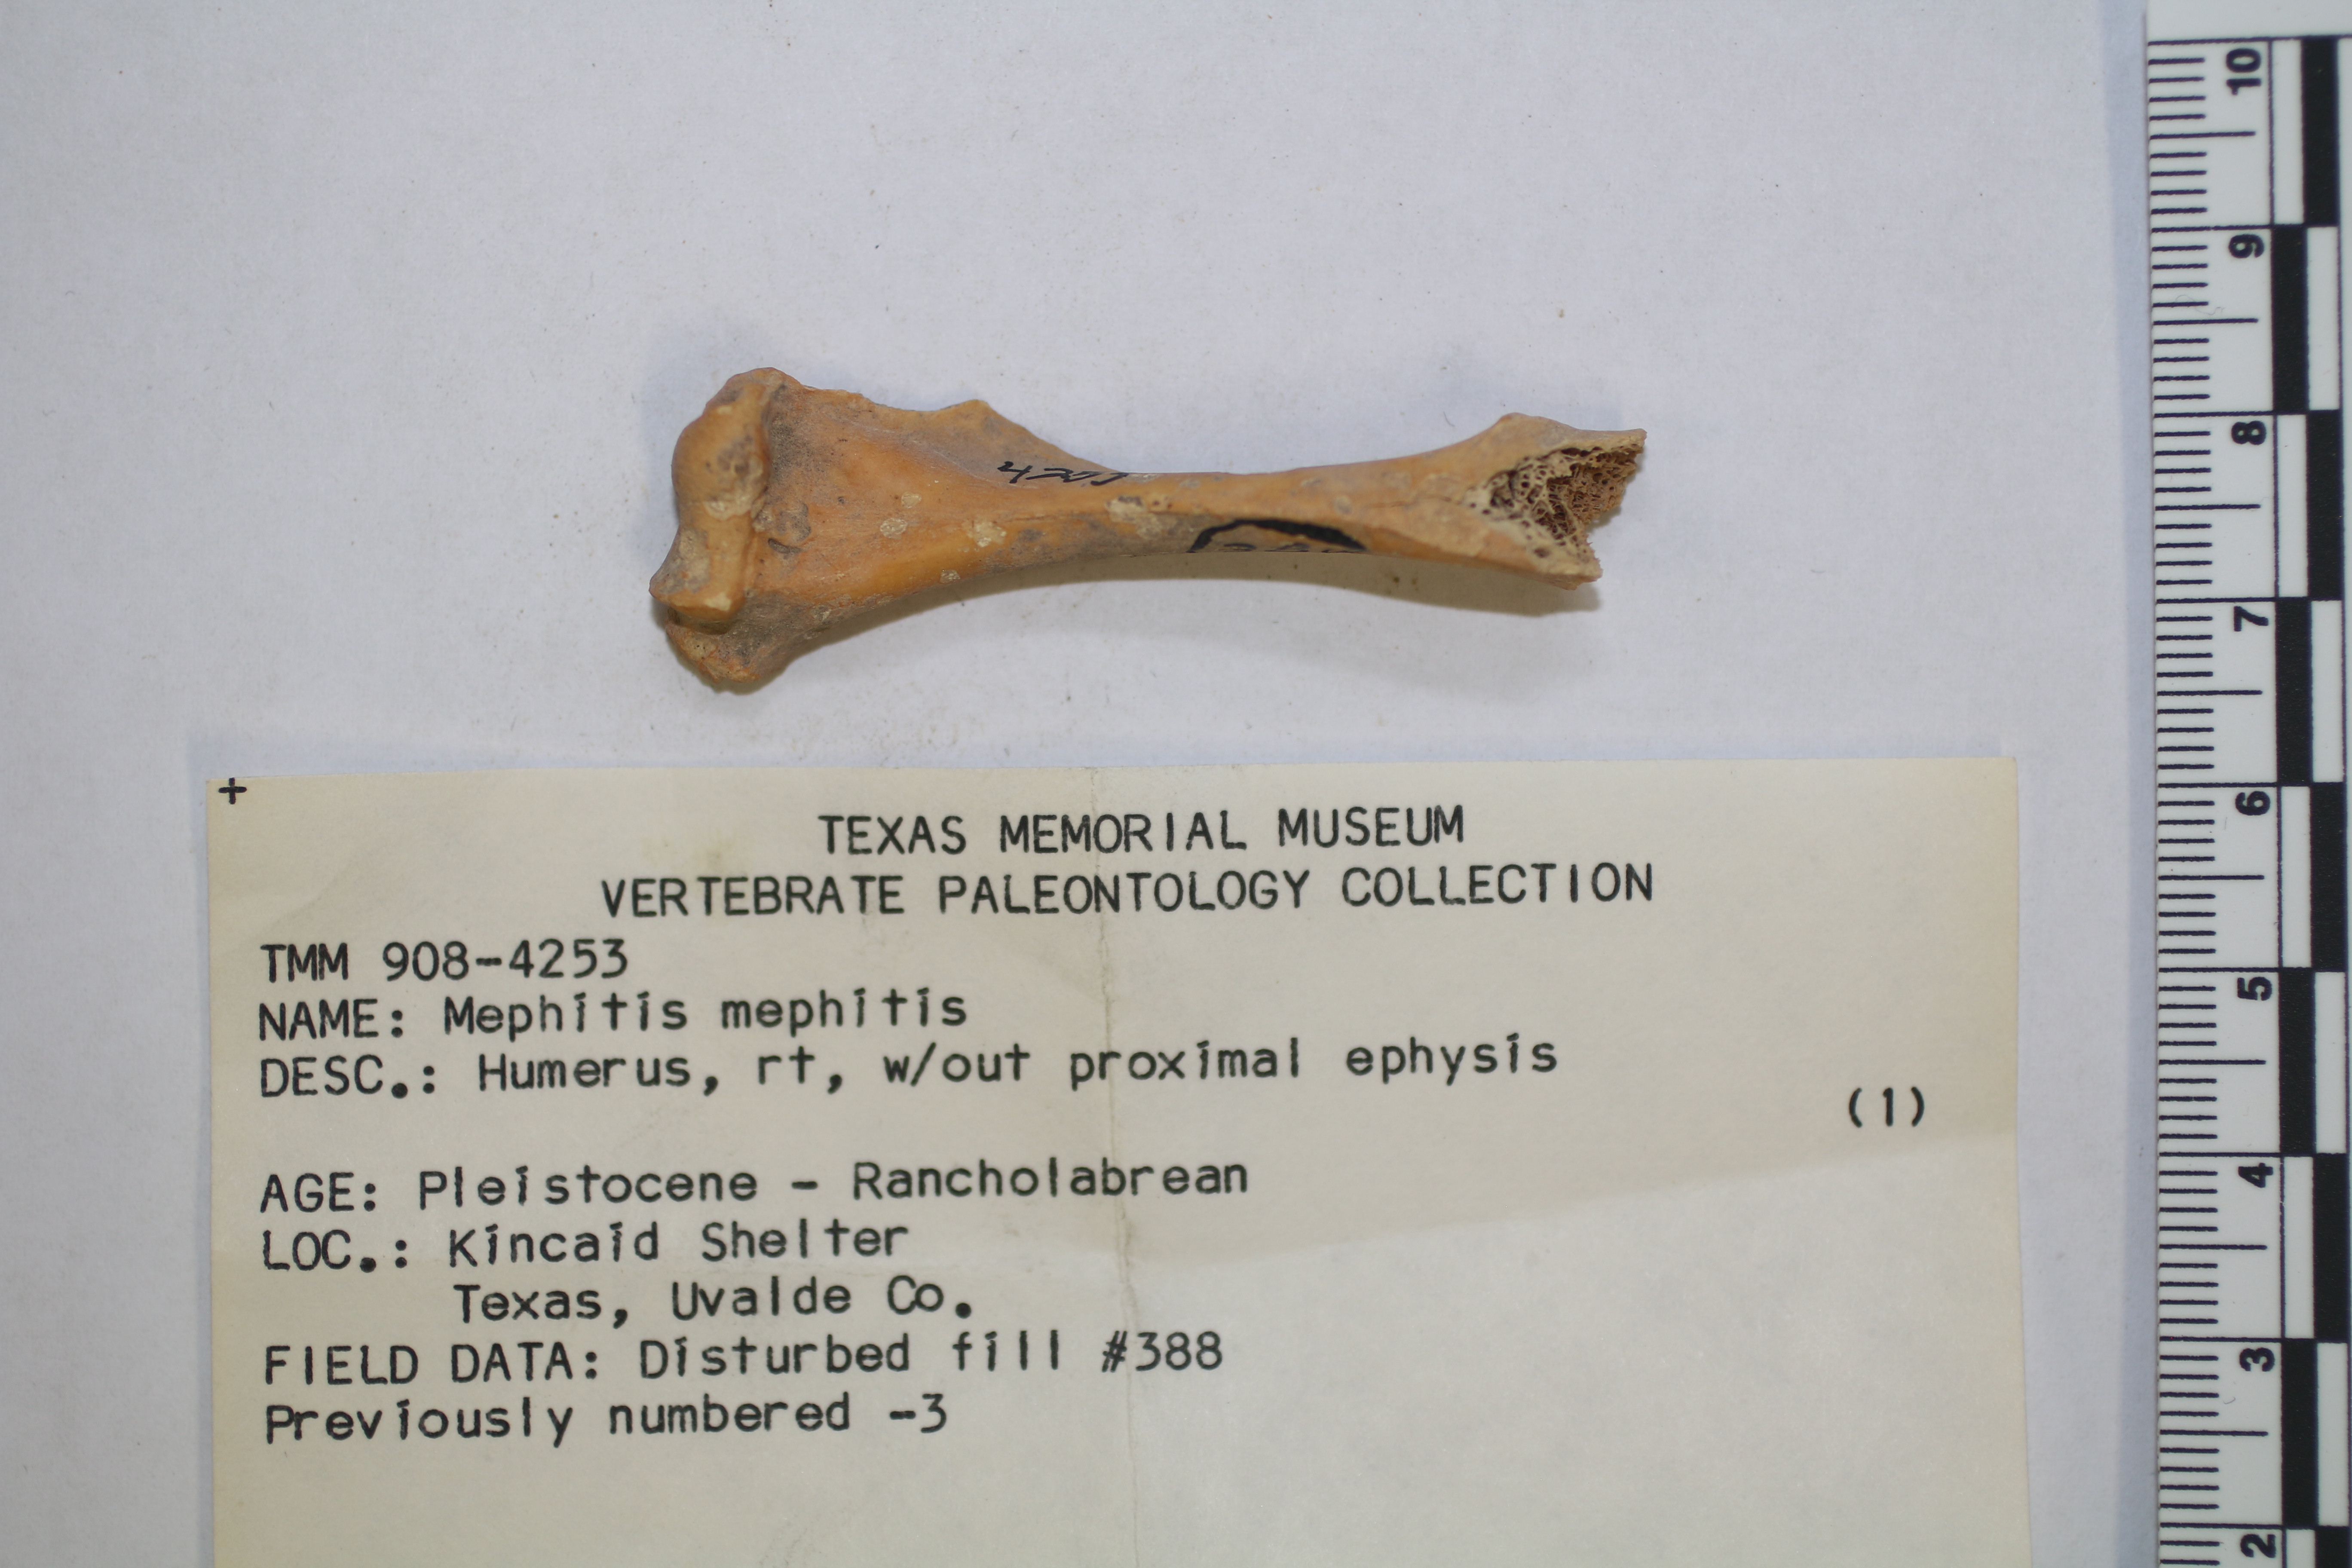 TEXAS MEMORIAL MUSEUM
VERTEBRATE PALEONTOLOGY COLLECTION
TMM 908-4253
NAME: Mephitis mephitis
DESC.: Humerus, rt, w/out proximal ephysis
(1)
AGE: Pleistocene - Rancholabrean
LOC.: Kincaid Shelter
Texas, Uvalde Co.
FIELD DATA: Disturbed fill #388
Previously numbered -3
10
9
8
7
6
5
4
3
2